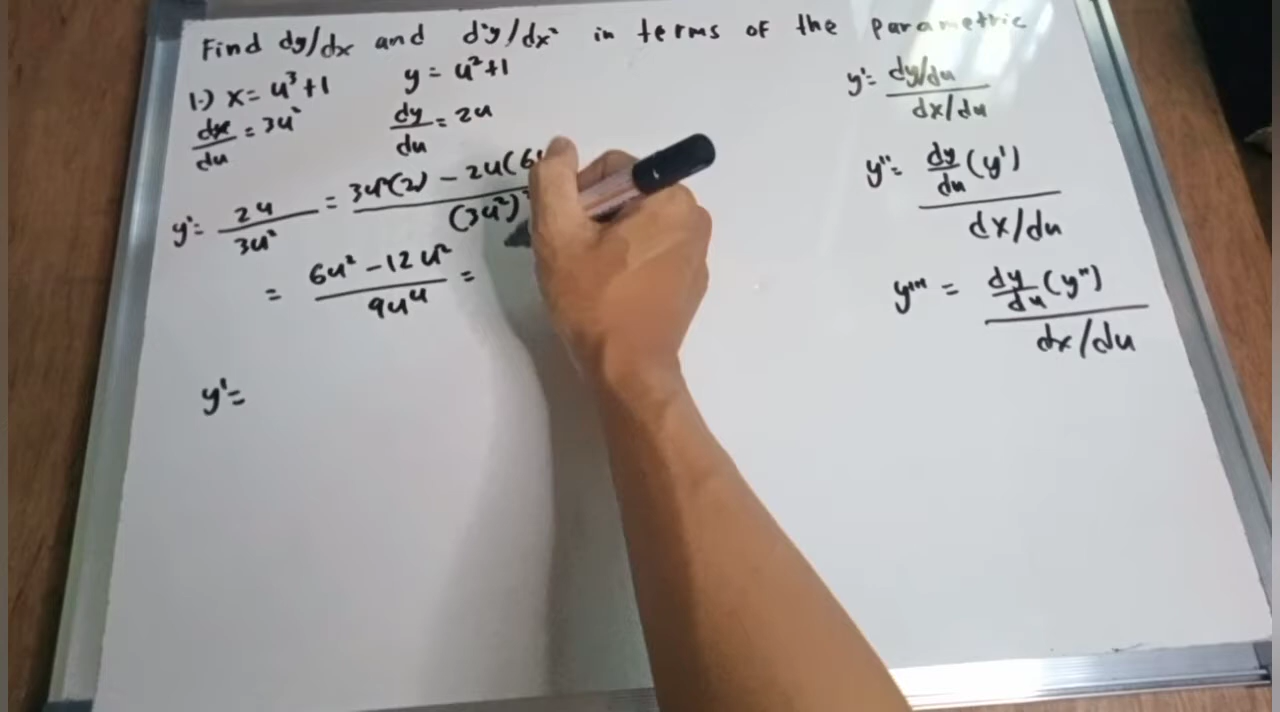 Find dy/dx and d²y/dx² in terms of the parametric
1.) x = u³+1 y = u²+1
dx/du = 3u² dy/du = 2u
y' = 2u/3u² = 3u²(2) - 2u(6u/(3u²)²
= 6u² - 12u²/9u⁴ =
y' =
y' = dy/du/dx/du
y'' = dy/du (y')/dx/du
y''' = dy/du (y'')/dx/du